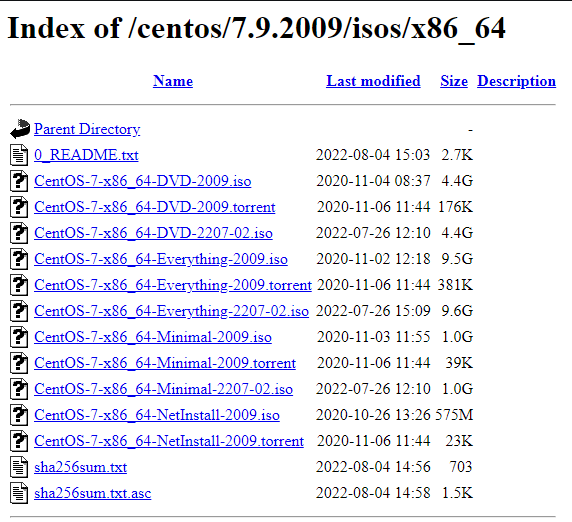 Index of /centos/7.9.2009/isos/x86_64
Name Last modified Size Description
Parent Directory -
0_README.txt 2022-08-04 15:03 2.7K
CentOS-7-x86_64-DVD-2009.iso 2020-11-04 08:37 4.4G
CentOS-7-x86_64-DVD-2009.torrent 2020-11-06 11:44 176K
CentOS-7-x86_64-DVD-2207-02.iso 2022-07-26 12:10 4.4G
CentOS-7-x86_64-Everything-2009.iso 2020-11-02 12:18 9.5G
CentOS-7-x86_64-Everything-2009.torrent 2020-11-06 11:44 381K
CentOS-7-x86_64-Everything-2207-02.iso 2022-07-26 15:09 9.6G
CentOS-7-x86_64-Minimal-2009.iso 2020-11-03 11:55 1.0G
CentOS-7-x86_64-Minimal-2009.torrent 2020-11-06 11:44 39K
CentOS-7-x86_64-Minimal-2207-02.iso 2022-07-26 12:10 1.0G
CentOS-7-x86_64-NetInstall-2009.iso 2020-10-26 13:26 575M
CentOS-7-x86_64-NetInstall-2009.torrent 2020-11-06 11:44 23K
sha256sum.txt 2022-08-04 14:56 703
sha256sum.txt.asc 2022-08-04 14:58 1.5K